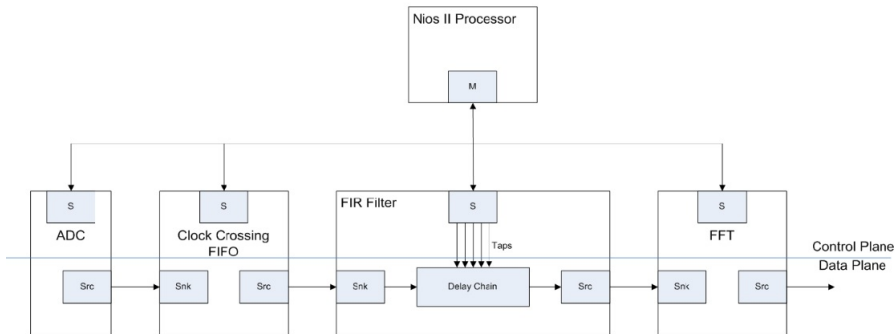 Nios II Processor
M
S
S
S
S
ADC
Clock Crossing
FIFO
FIR Filter
Taps
FFT
Control Plane
Data Plane
Src
Snk
Src
Snk
Delay Chain
Src
Snk
Src